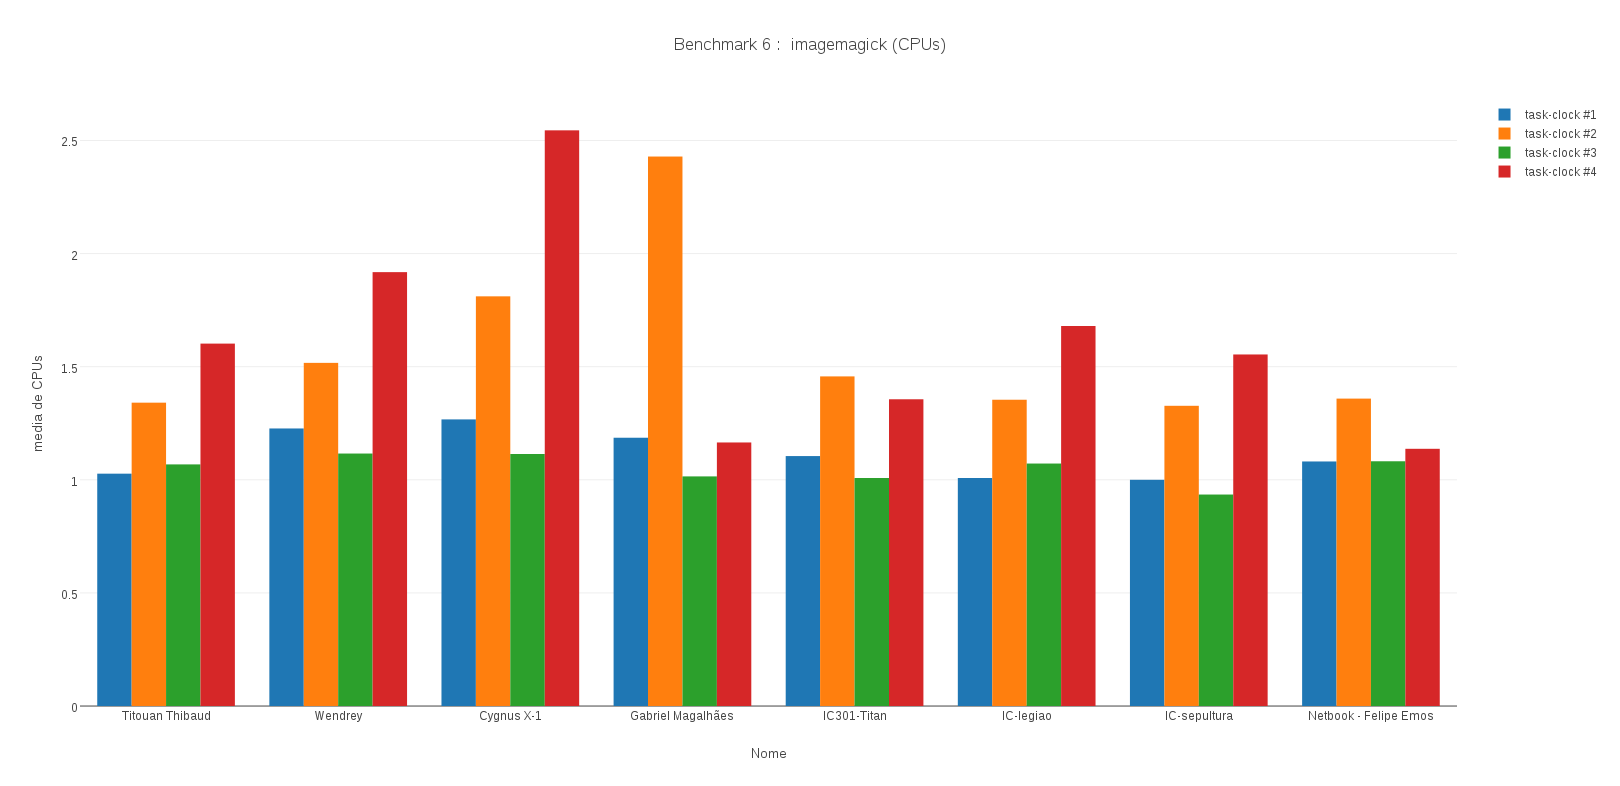 Benchmark 6 : imagemagick (CPUs)
task-clock #1
task-clock #2
task-clock #3
task-clock #4
media de CPUs
2.5
2
1.5
1
0.5
0
Titouan Thibaud
Wendrey
Cygnus X-1
Gabriel Magalhães
IC301-Titan
IC-legiao
IC-sepultura
Netbook - Felipe Emos
Nome